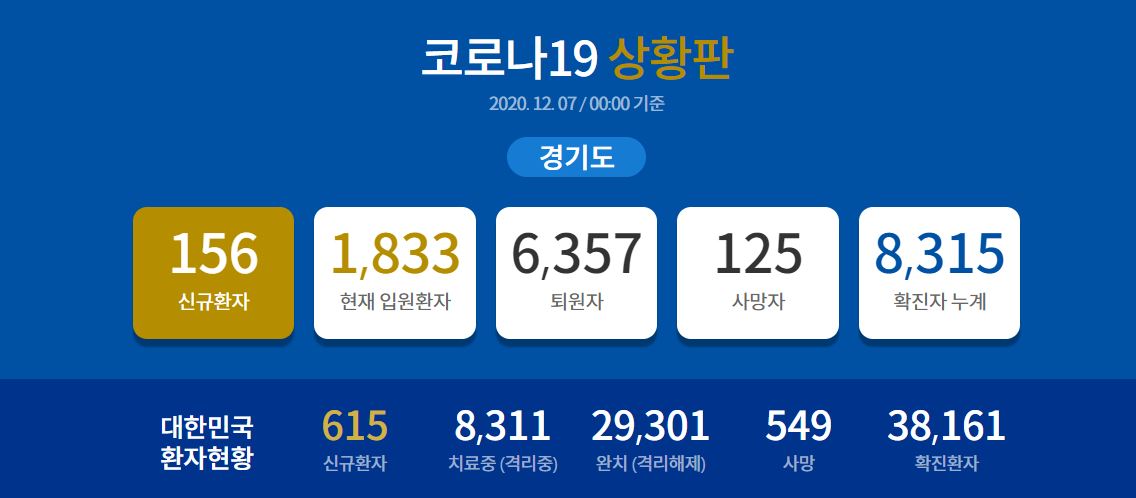 코로나19 상황판
2020. 12. 07 / 00:00 기준
경기도
156 1,833 6,357 125 8,315
신규환자 현재 입원환자 퇴원자 사망자 확진자 누계
대한민국
환자현황
615 8,311 29,301 549 38,161
신규환자 치료중 (격리중) 완치 (격리해제) 사망 확진환자